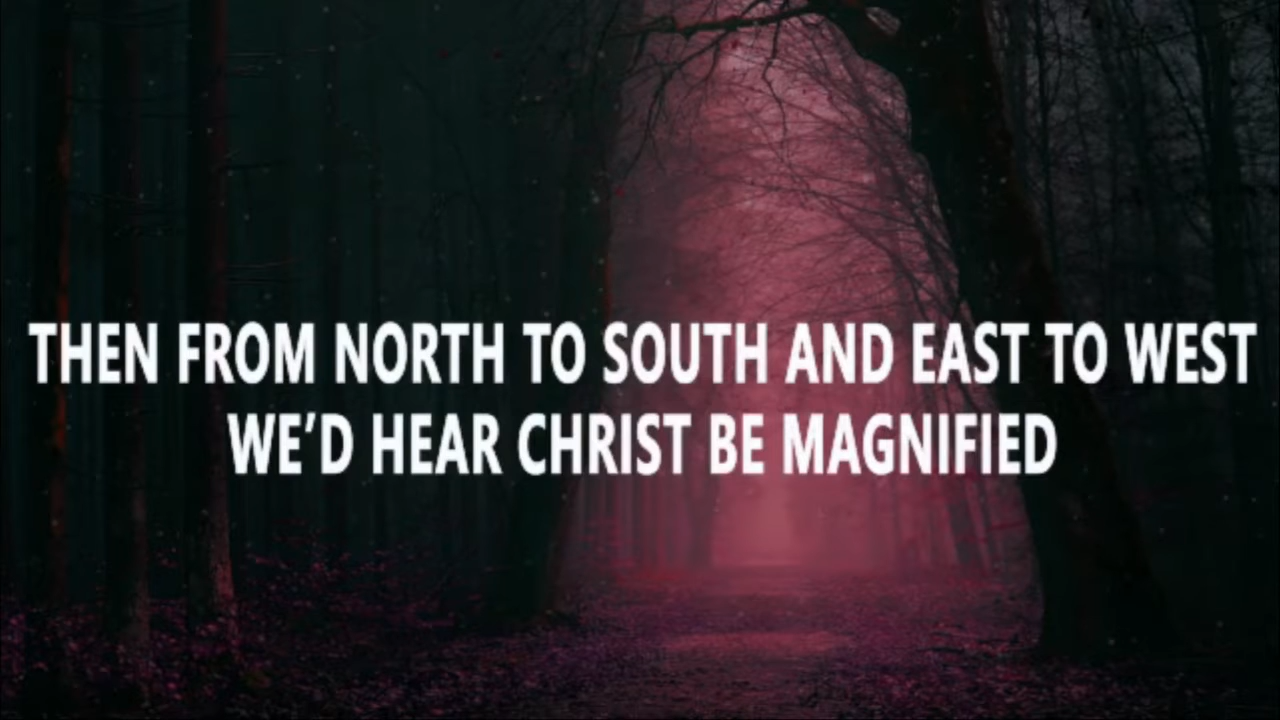 THEN FROM NORTH TO SOUTH AND EAST TO WEST
WE’D HEAR CHRIST BE MAGNIFIED